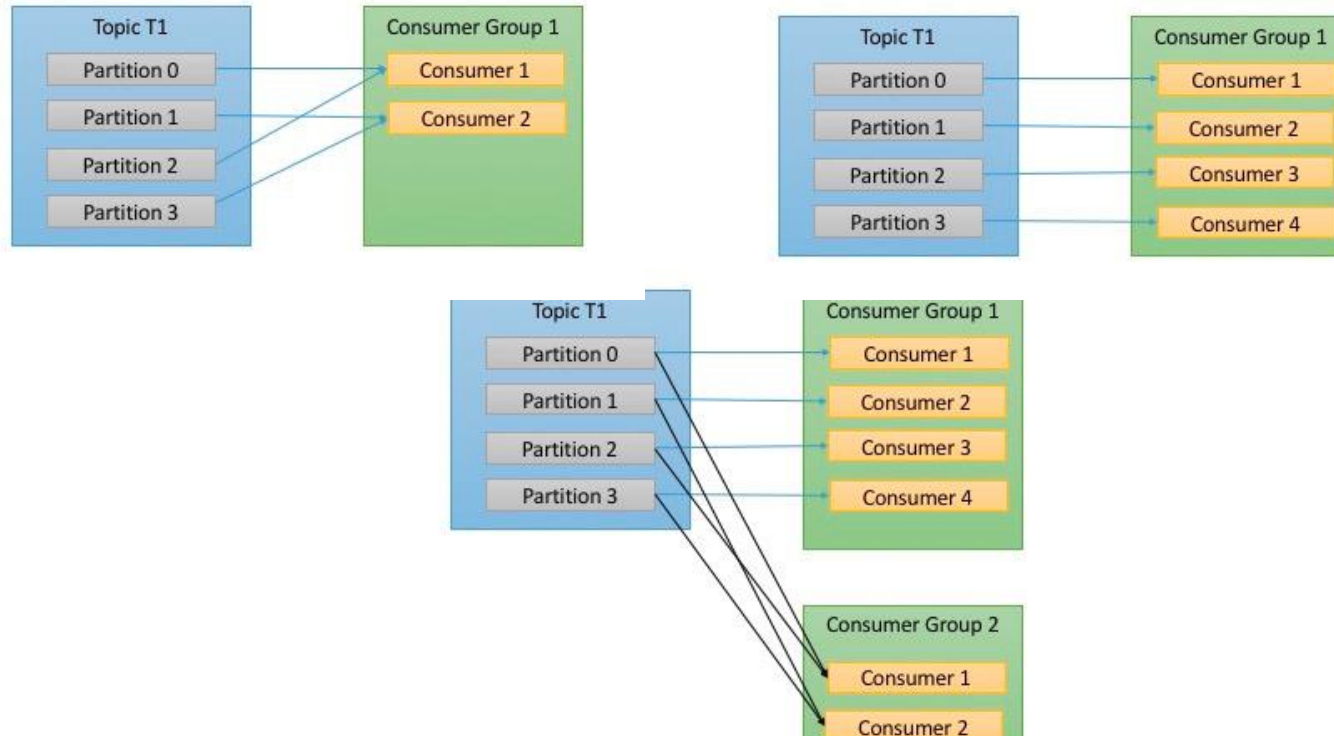 Topic T1
Partition 0
Partition 1
Partition 2
Partition 3
Consumer Group 1
Consumer 1
Consumer 2
Topic T1
Partition 0
Partition 1
Partition 2
Partition 3
Consumer Group 1
Consumer 1
Consumer 2
Consumer 3
Consumer 4
Topic T1
Partition 0
Partition 1
Partition 2
Partition 3
Consumer Group 1
Consumer 1
Consumer 2
Consumer 3
Consumer 4
Consumer Group 2
Consumer 1
Consumer 2